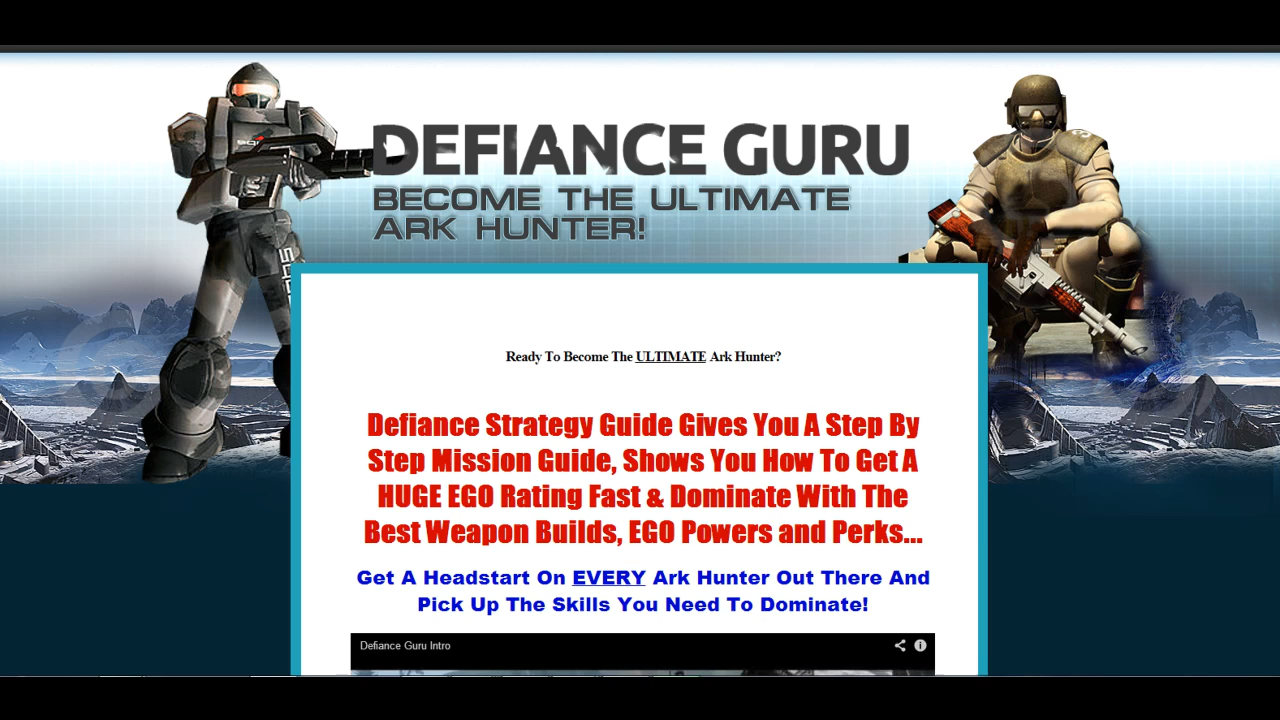 DEFIANCE GURU
BECOME THE ULTIMATE
ARK HUNTER!
Ready To Become The ULTIMATE Ark Hunter?
Defiance Strategy Guide Gives You A Step By
Step Mission Guide, Shows You How To Get A
HUGE EGO Rating Fast & Dominate With The
Best Weapon Builds, EGO Powers and Perks...
Get A Headstart On EVERY Ark Hunter Out There And
Pick Up The Skills You Need To Dominate!
Defiance Guru Intro